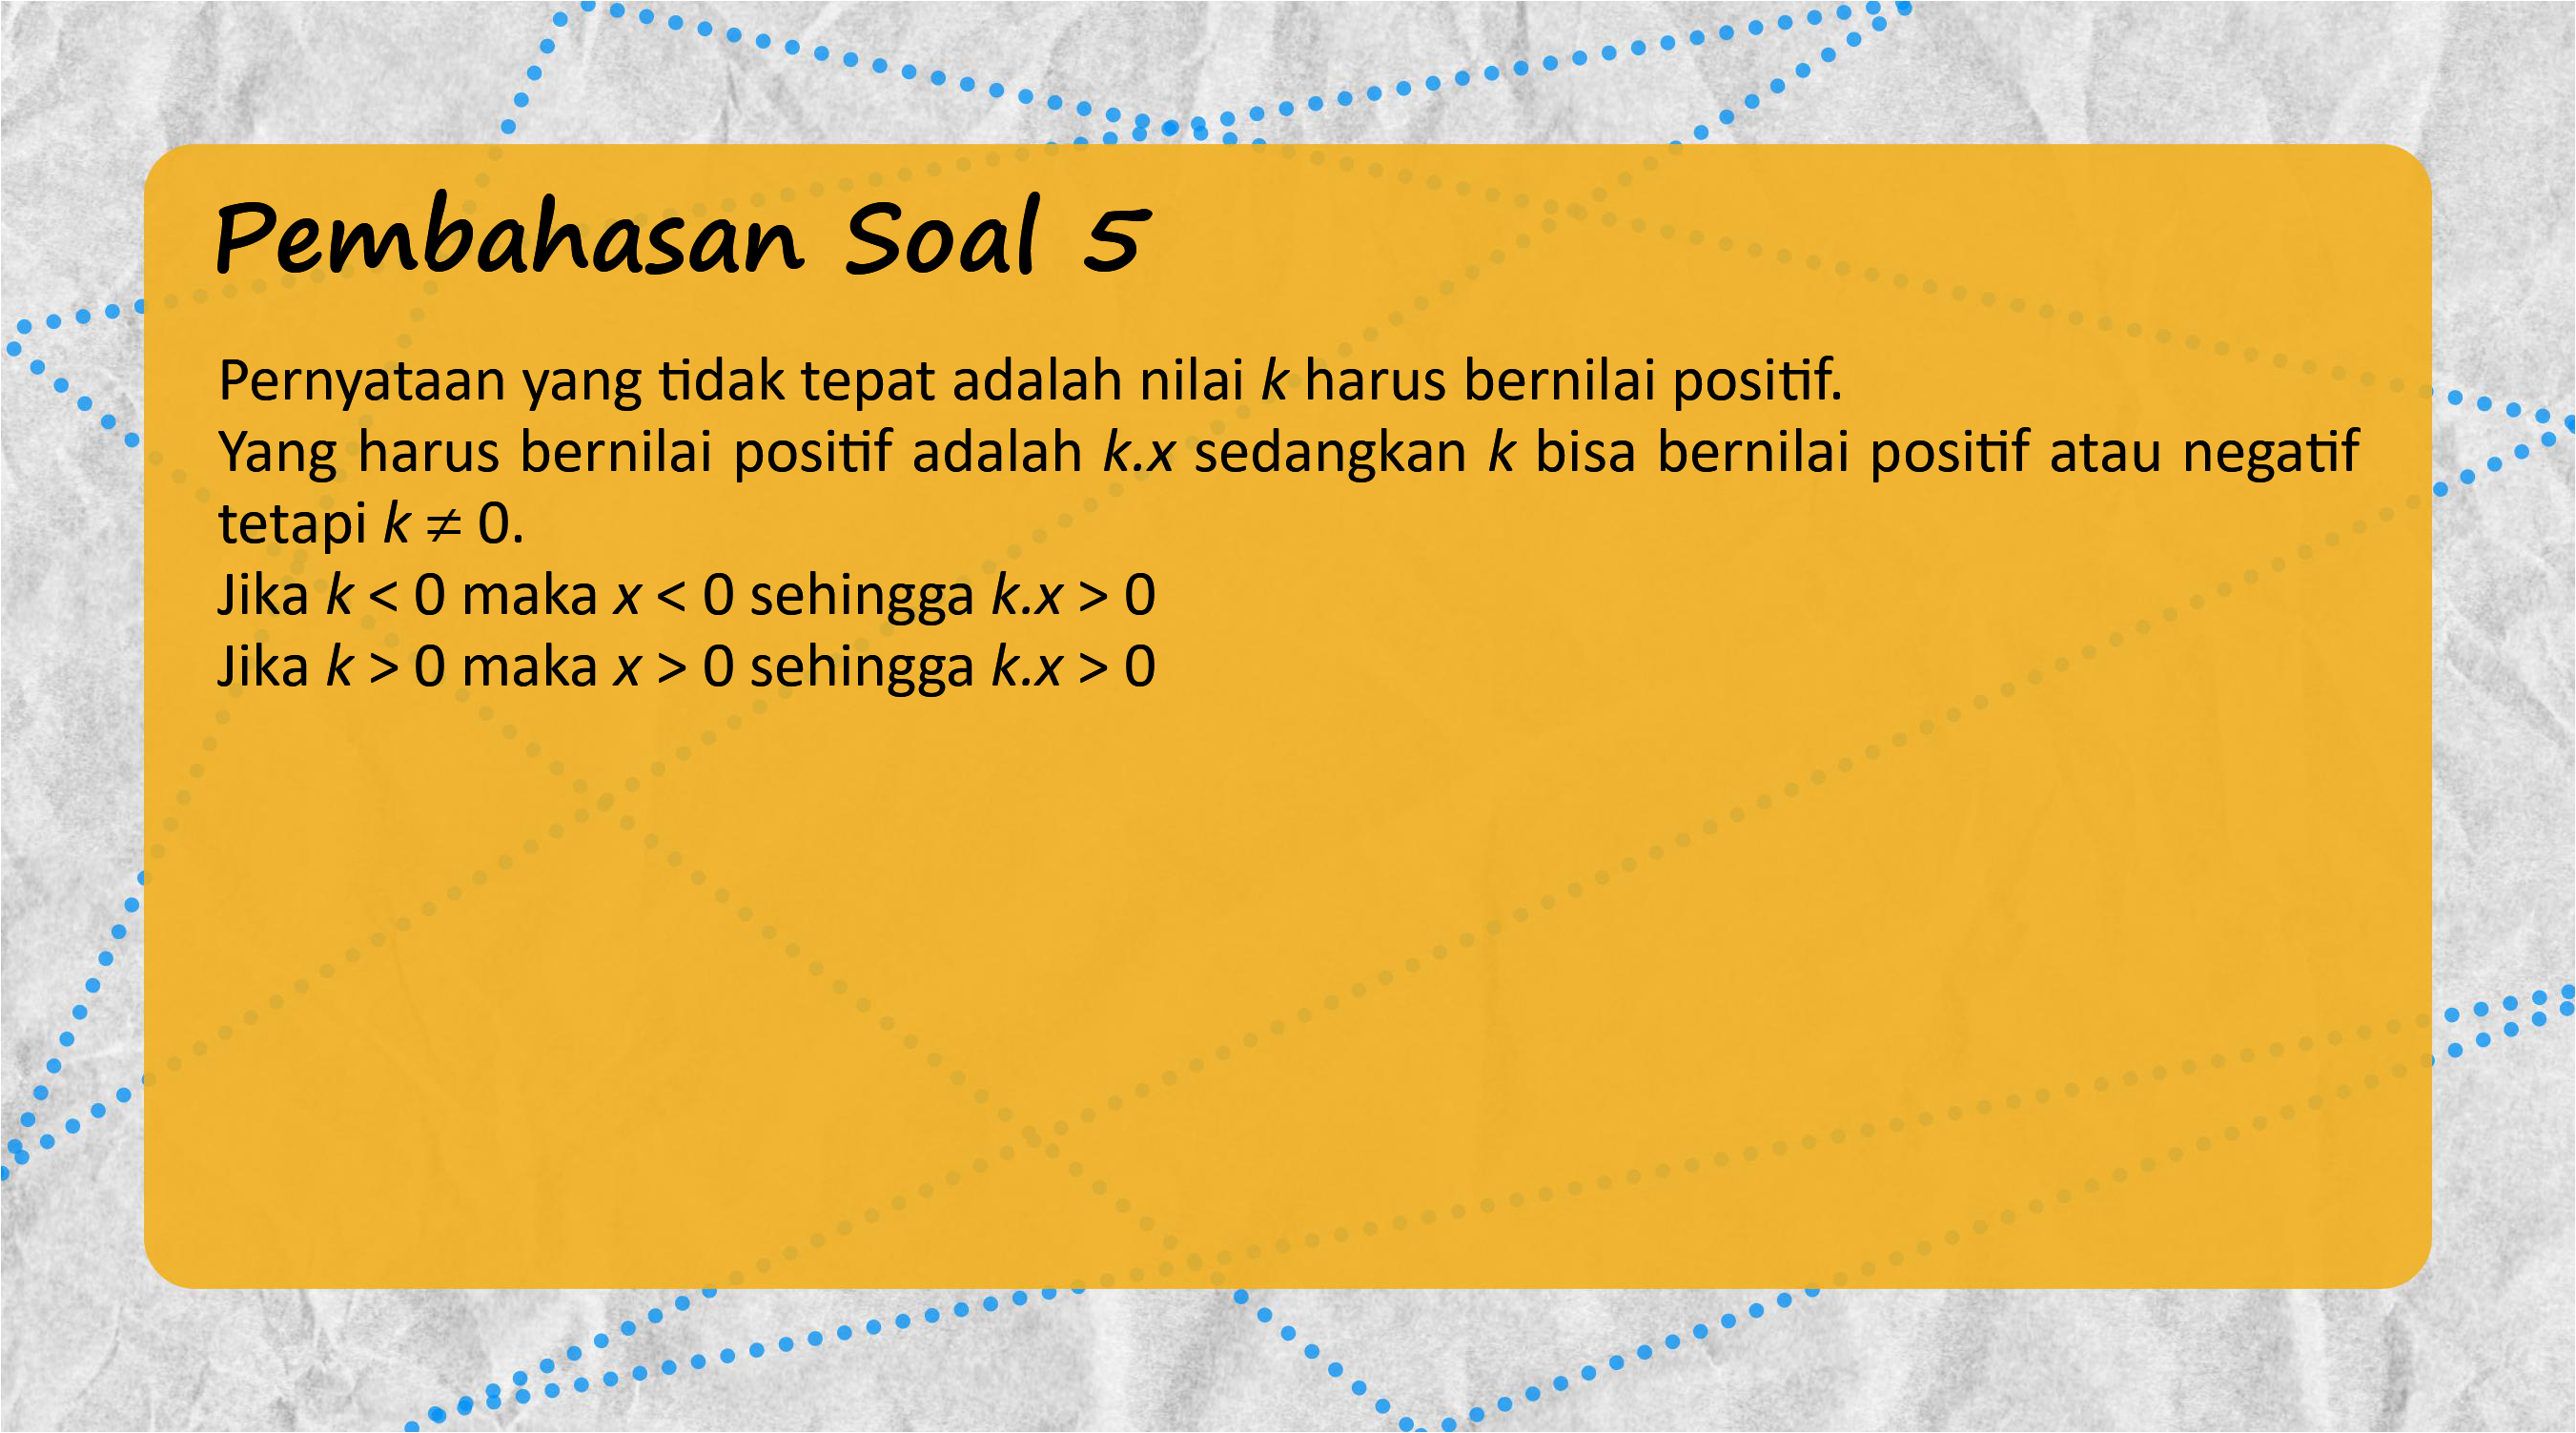 Pembahasan Soal 5
Pernyataan yang tidak tepat adalah nilai k harus bernilai positif.
Yang harus bernilai positif adalah k.x sedangkan k bisa bernilai positif atau negatif
tetapi k ≠ 0.
Jika k < 0 maka x < 0 sehingga k.x > 0
Jika k > 0 maka x > 0 sehingga k.x > 0